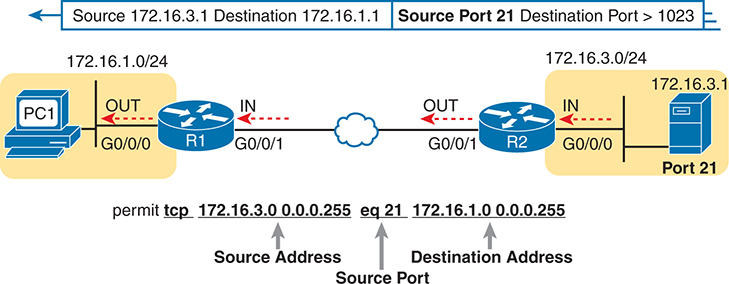 Source 172.16.3.1 Destination 172.16.1.1 Source Port 21 Destination Port > 1023
172.16.1.0/24
172.16.3.0/24
172.16.3.1
PC1
OUT
IN
OUT
IN
R1
R2
G0/0/0
G0/0/1
G0/0/1
G0/0/0
Port 21
permit tcp 172.16.3.0 0.0.0.255 eq 21 172.16.1.0 0.0.0.255
Source Address
Destination Address
Source Port